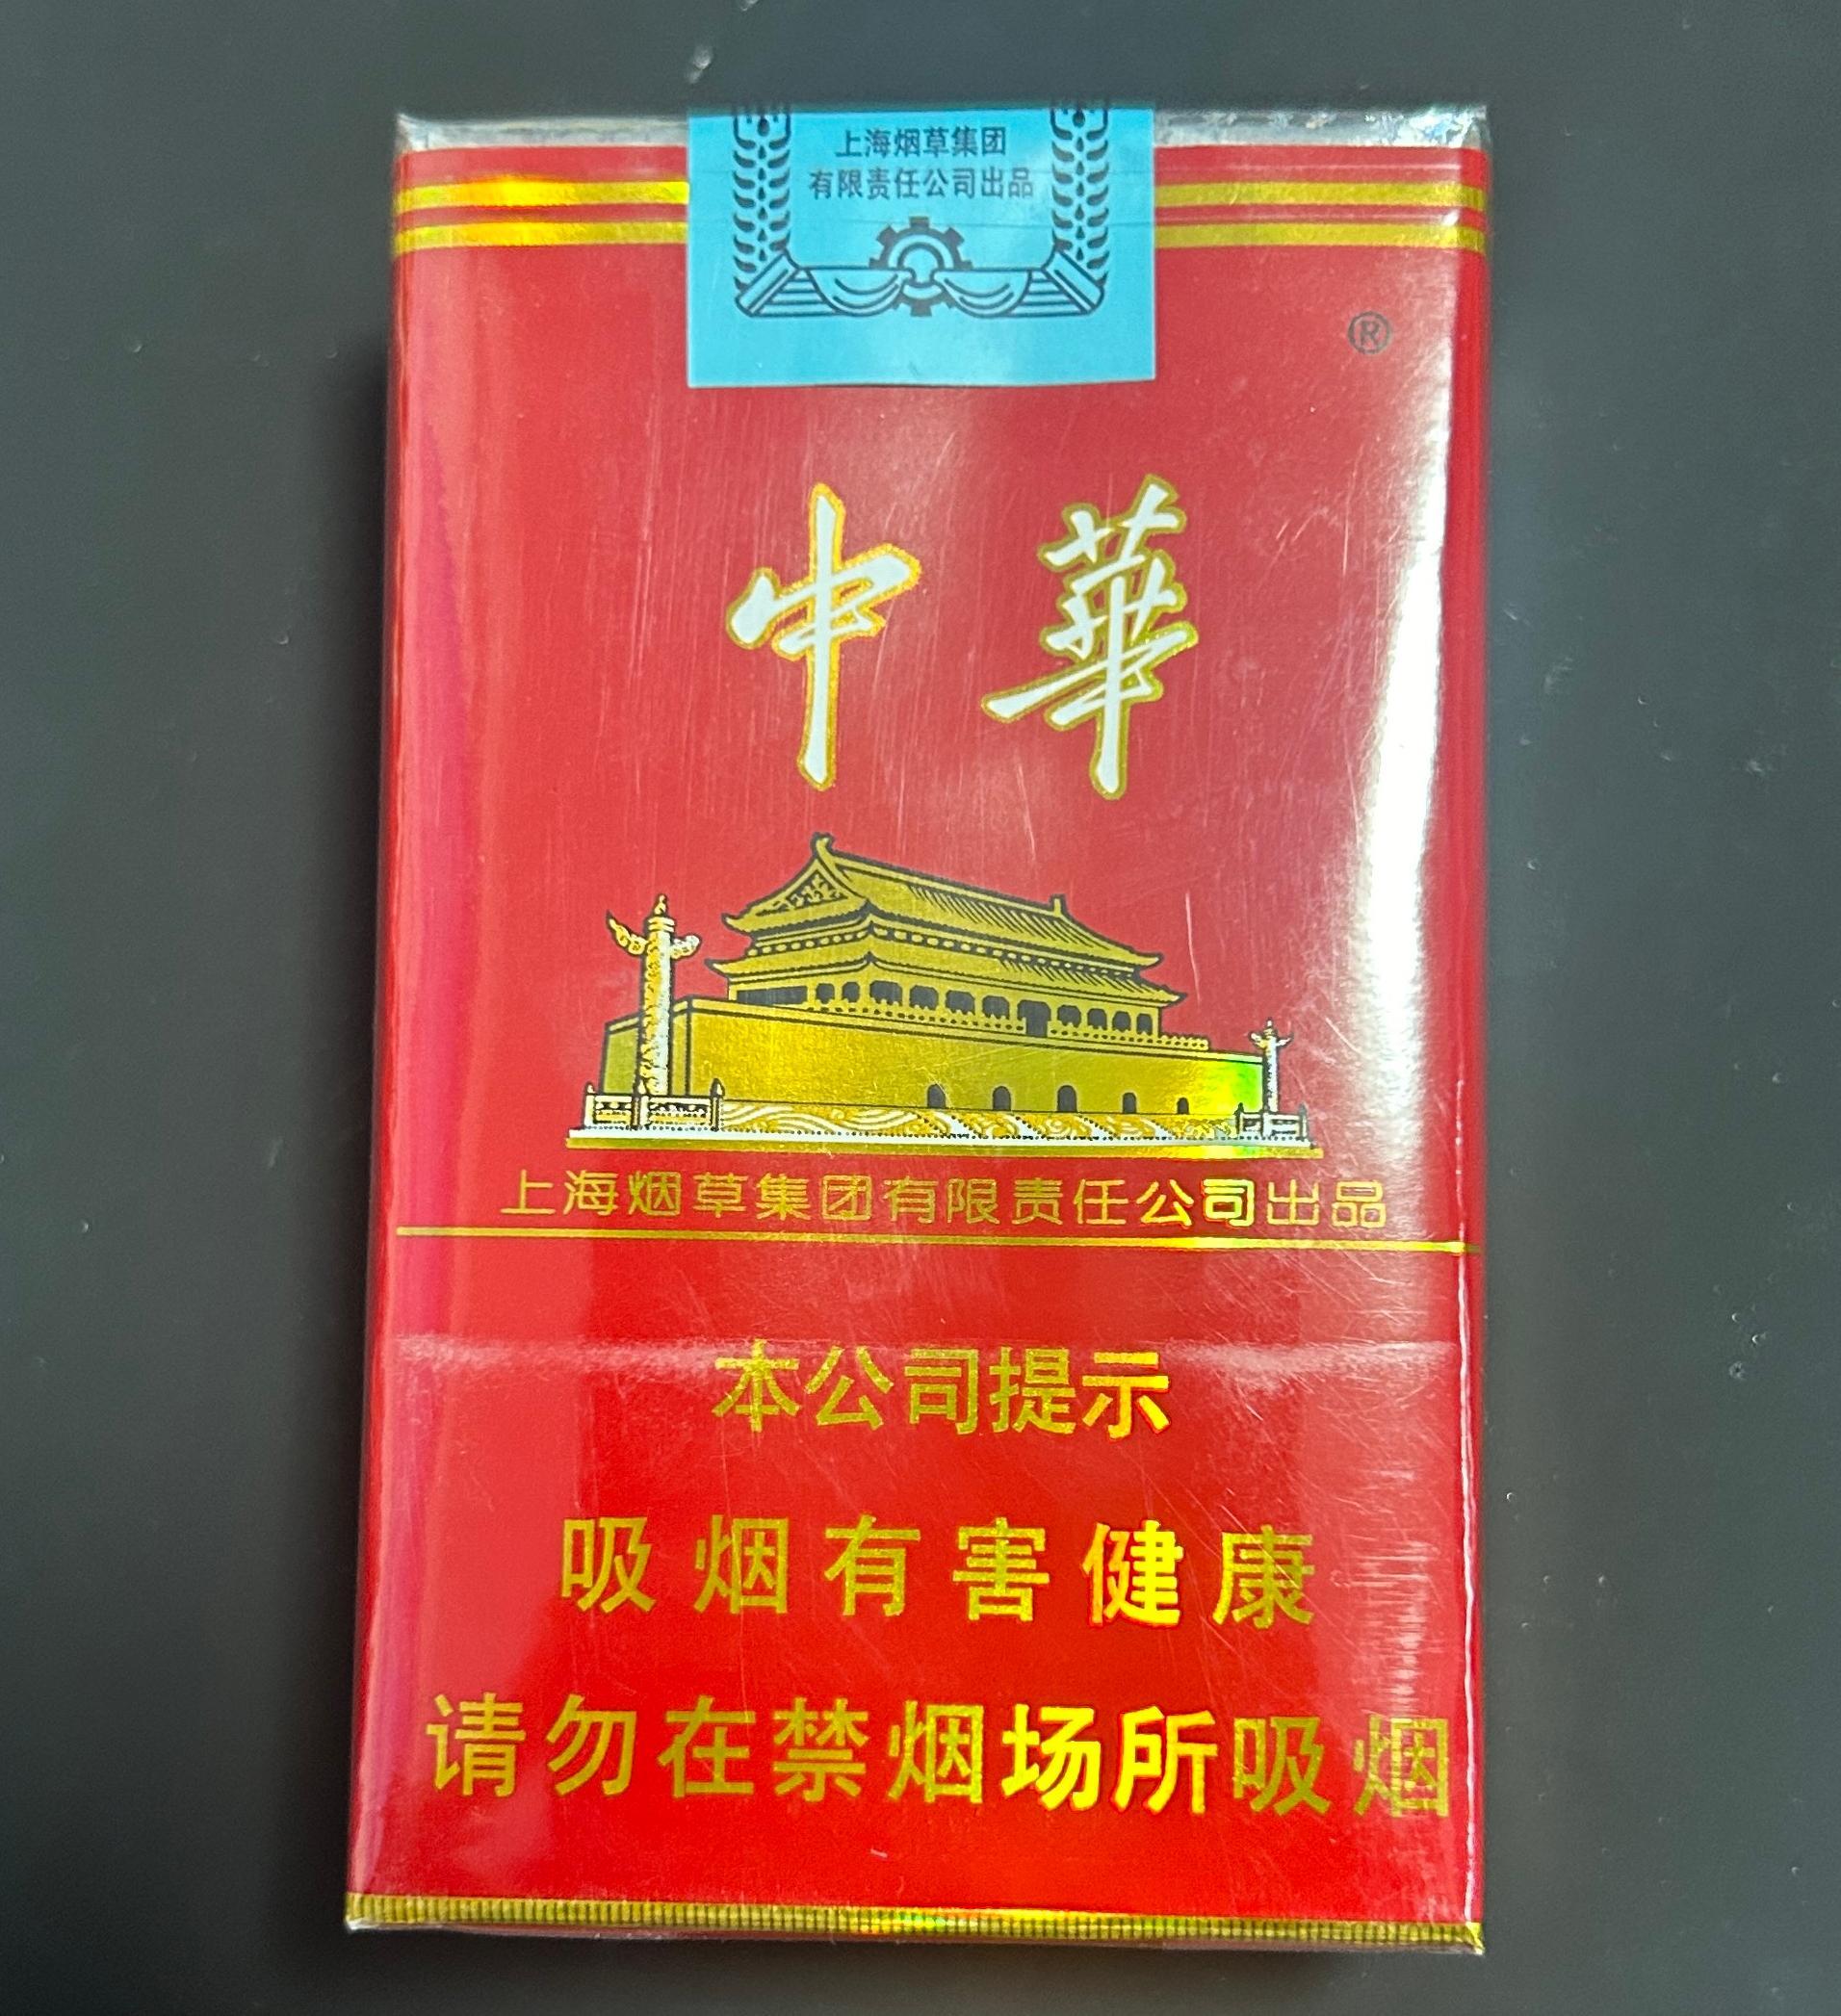 上海烟草集团
有限责任公司出品
®
中華
上海烟草集团有限责任公司出品
本公司提示
吸烟有害健康
请勿在禁烟场所吸烟